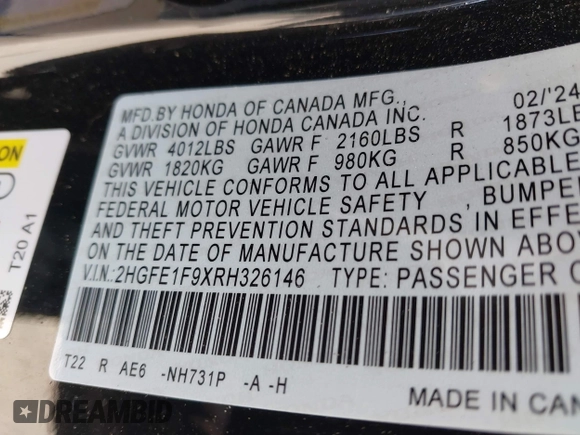 MFD.BY HONDA OF CANADA MFG., 02/'24
A DIVISION OF HONDA CANADA INC.
GVWR 4012LBS GAWR F 2160LBS R 1873LB
GVWR 1820KG GAWR F 980KG R 850KG
THIS VEHICLE CONFORMS TO ALL APPLICABLE
FEDERAL MOTOR VEHICLE SAFETY , BUMPER
AND THEFT PREVENTION STANDARDS IN EFFEC
ON THE DATE OF MANUFACTURE SHOWN ABOV
V.I.N.:2HGFE1F9XRH326146 TYPE: PASSENGER C
T22 R AE6 -NH731P -A -H
MADE IN CAN
ION
T20 A1
DREAMBID